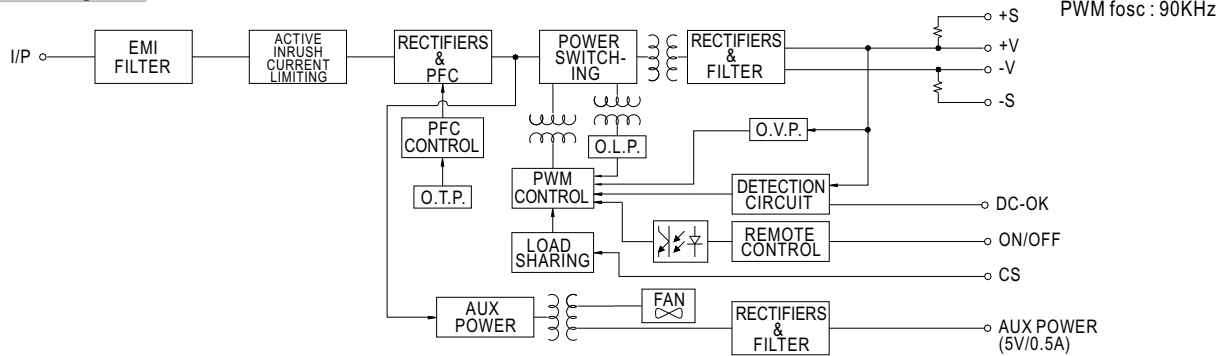 PWM fosc : 90KHz
I/P
EMI
FILTER
ACTIVE
INRUSH
CURRENT
LIMITING
RECTIFIERS
&
PFC
POWER
SWITCH-
ING
RECTIFIERS
&
FILTER
+S
+V
-V
-S
PFC
CONTROL
O.L.P.
O.V.P.
O.T.P.
PWM
CONTROL
DETECTION
CIRCUIT
DC-OK
LOAD
SHARING
REMOTE
CONTROL
ON/OFF
CS
AUX
POWER
FAN
RECTIFIERS
&
FILTER
AUX POWER
(5V/0.5A)